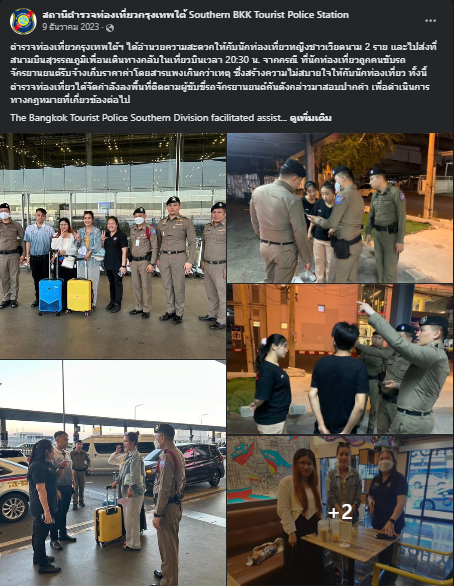 สถานีตำรวจท่องเที่ยวกรุงเทพใต้ Southern BKK Tourist Police Station
9 ธันวาคม 2023 ·
ตำรวจท่องเที่ยวกรุงเทพใต้ฯ ได้อำนวยความสะดวกให้กับนักท่องเที่ยวหญิงชาวเวียดนาม 2 ราย และไปส่งที่
สนามบินสุวรรณภูมิเพื่อนเดินทางกลับในเที่ยวบินเวลา 20:30 น. จากกรณี ที่นักท่องเที่ยวถูกคนขับรถ
จักรยานยนต์รับจ้างเก็บราคาค่าโดยสารแพงเกินกว่าเหตุ ซึ่งสร้างความไม่สบายใจให้กับนักท่องเที่ยว ทั้งนี้
ตำรวจท่องเที่ยวได้จัดกำลังลงพื้นที่ติดตามผู้ขับขี่รถจักรยานยนต์คันดังกล่าวมาสอบปากคำ เพื่อดำเนินการ
ทางกฎหมายที่เกี่ยวข้องต่อไป
The Bangkok Tourist Police Southern Division facilitated assist... ดูเพิ่มเติม
+2